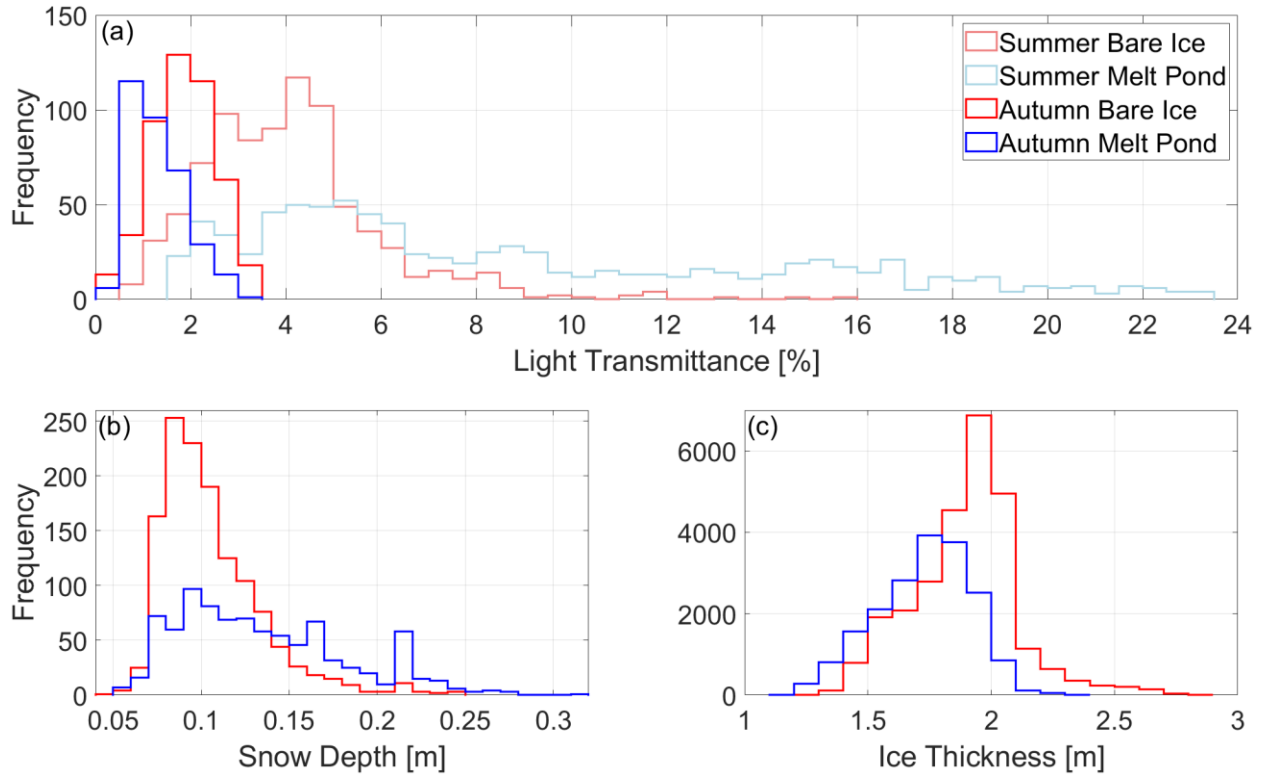 (a)
150
100
50
0
Frequency
Summer Bare Ice
Summer Melt Pond
Autumn Bare Ice
Autumn Melt Pond
0 2 4 6 8 10 12 14 16 18 20 22 24
Light Transmittance [%]
(b)
250
200
150
100
50
0
Frequency
0.05 0.1 0.15 0.2 0.25 0.3
Snow Depth [m]
(c)
6000
4000
2000
0
1 1.5 2 2.5 3
Ice Thickness [m]